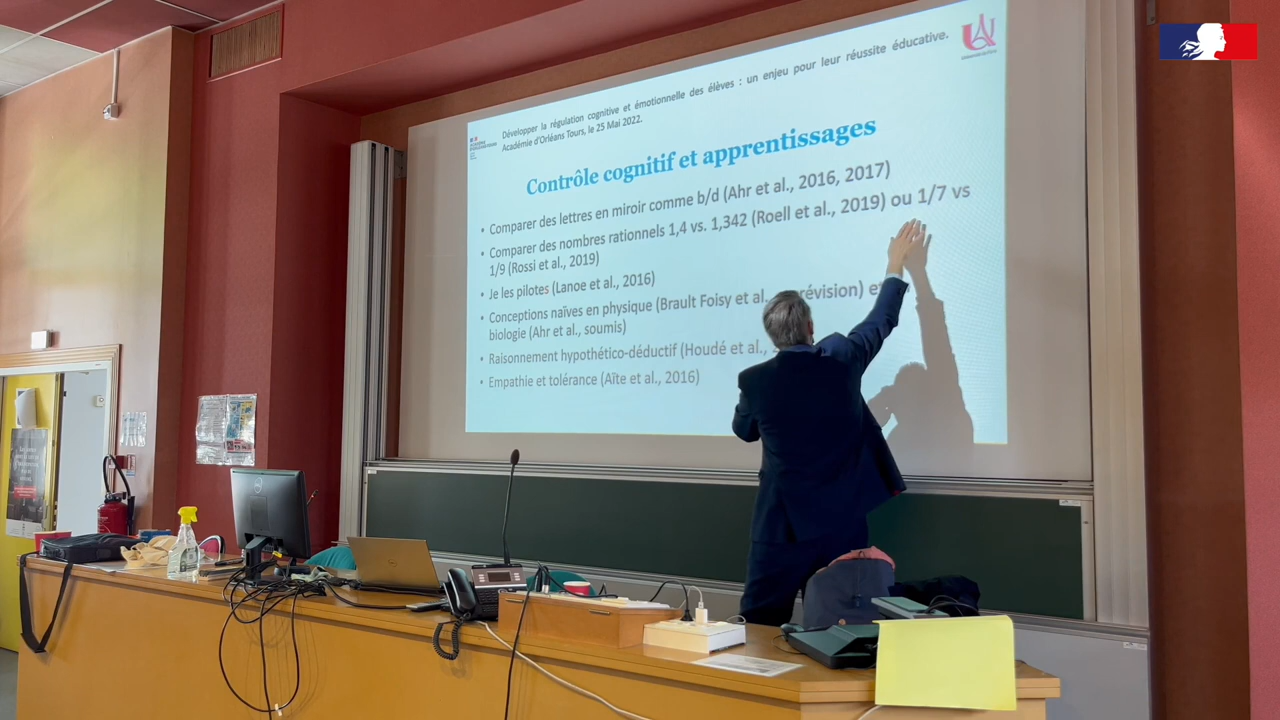 Développer la régulation cognitive et émotionnelle des élèves : un enjeu pour leur réussite éducative.
Académie d'Orléans Tours, le 25 Mai 2022.
Contrôle cognitif et apprentissages
• Comparer des lettres en miroir comme b/d (Ahr et al., 2016, 2017)
• Comparer des nombres rationnels 1,4 vs. 1,342 (Roell et al., 2019) ou 1/7 vs
1/9 (Rossi et al., 2019)
• Je les pilotes (Lanoe et al., 2016)
• Conceptions naïves en physique (Brault Foisy et al., révision) et
biologie (Ahr et al., soumis)
• Raisonnement hypothético-déductif (Houdé et al.,
• Empathie et tolérance (Aïte et al., 2016)
DELL